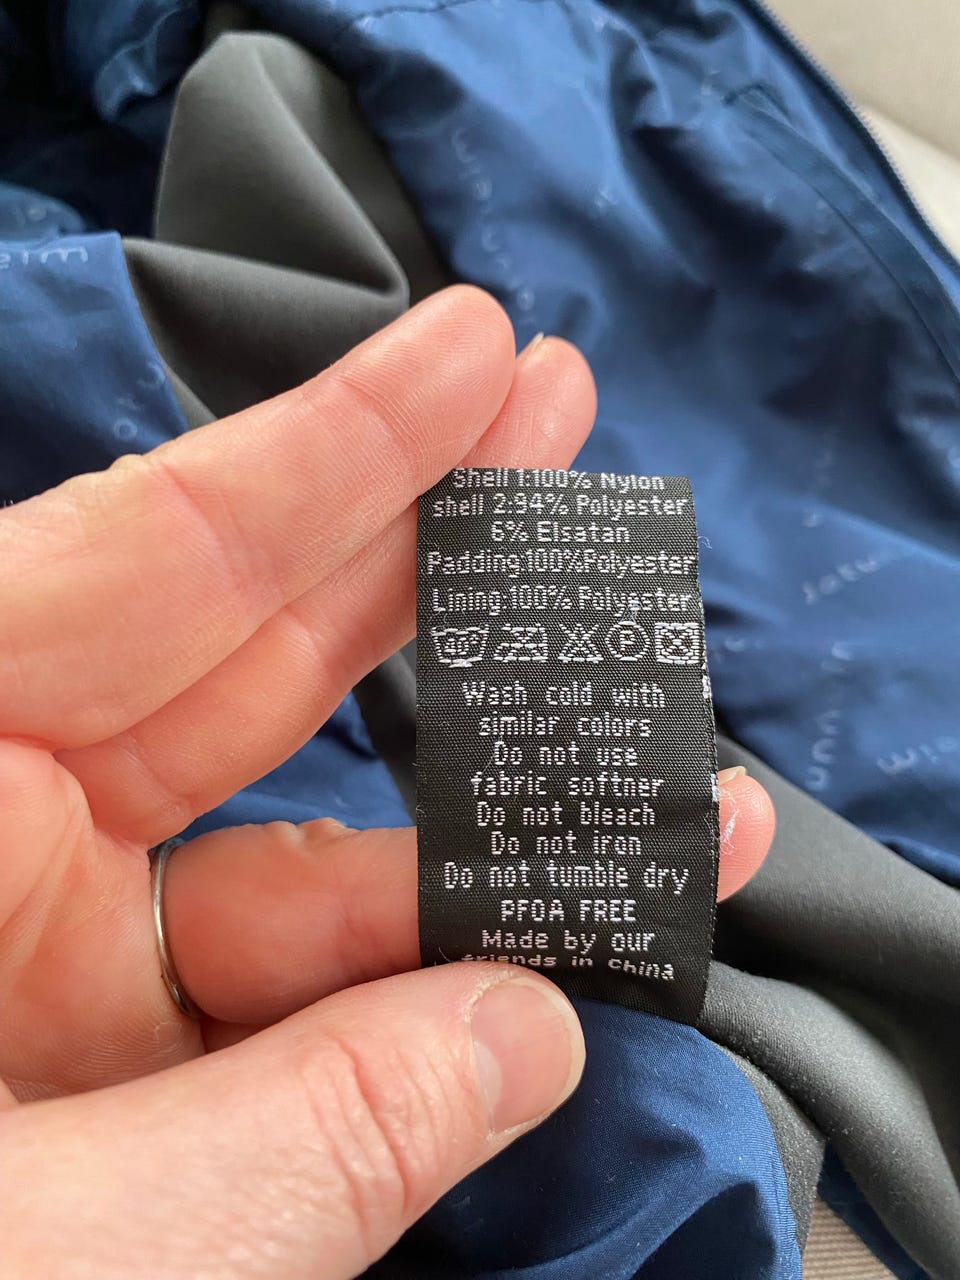 Shell 1:100% Nylon
shell 2:94% Polyester
6% Elsatan
Padding:100%Polyester
Lining:100% Polyester
40° P
Wash cold with
similar colors
Do not use
fabric softner
Do not bleach
Do not iron
Do not tumble dry
PFOA FREE
Made by our
friends in China